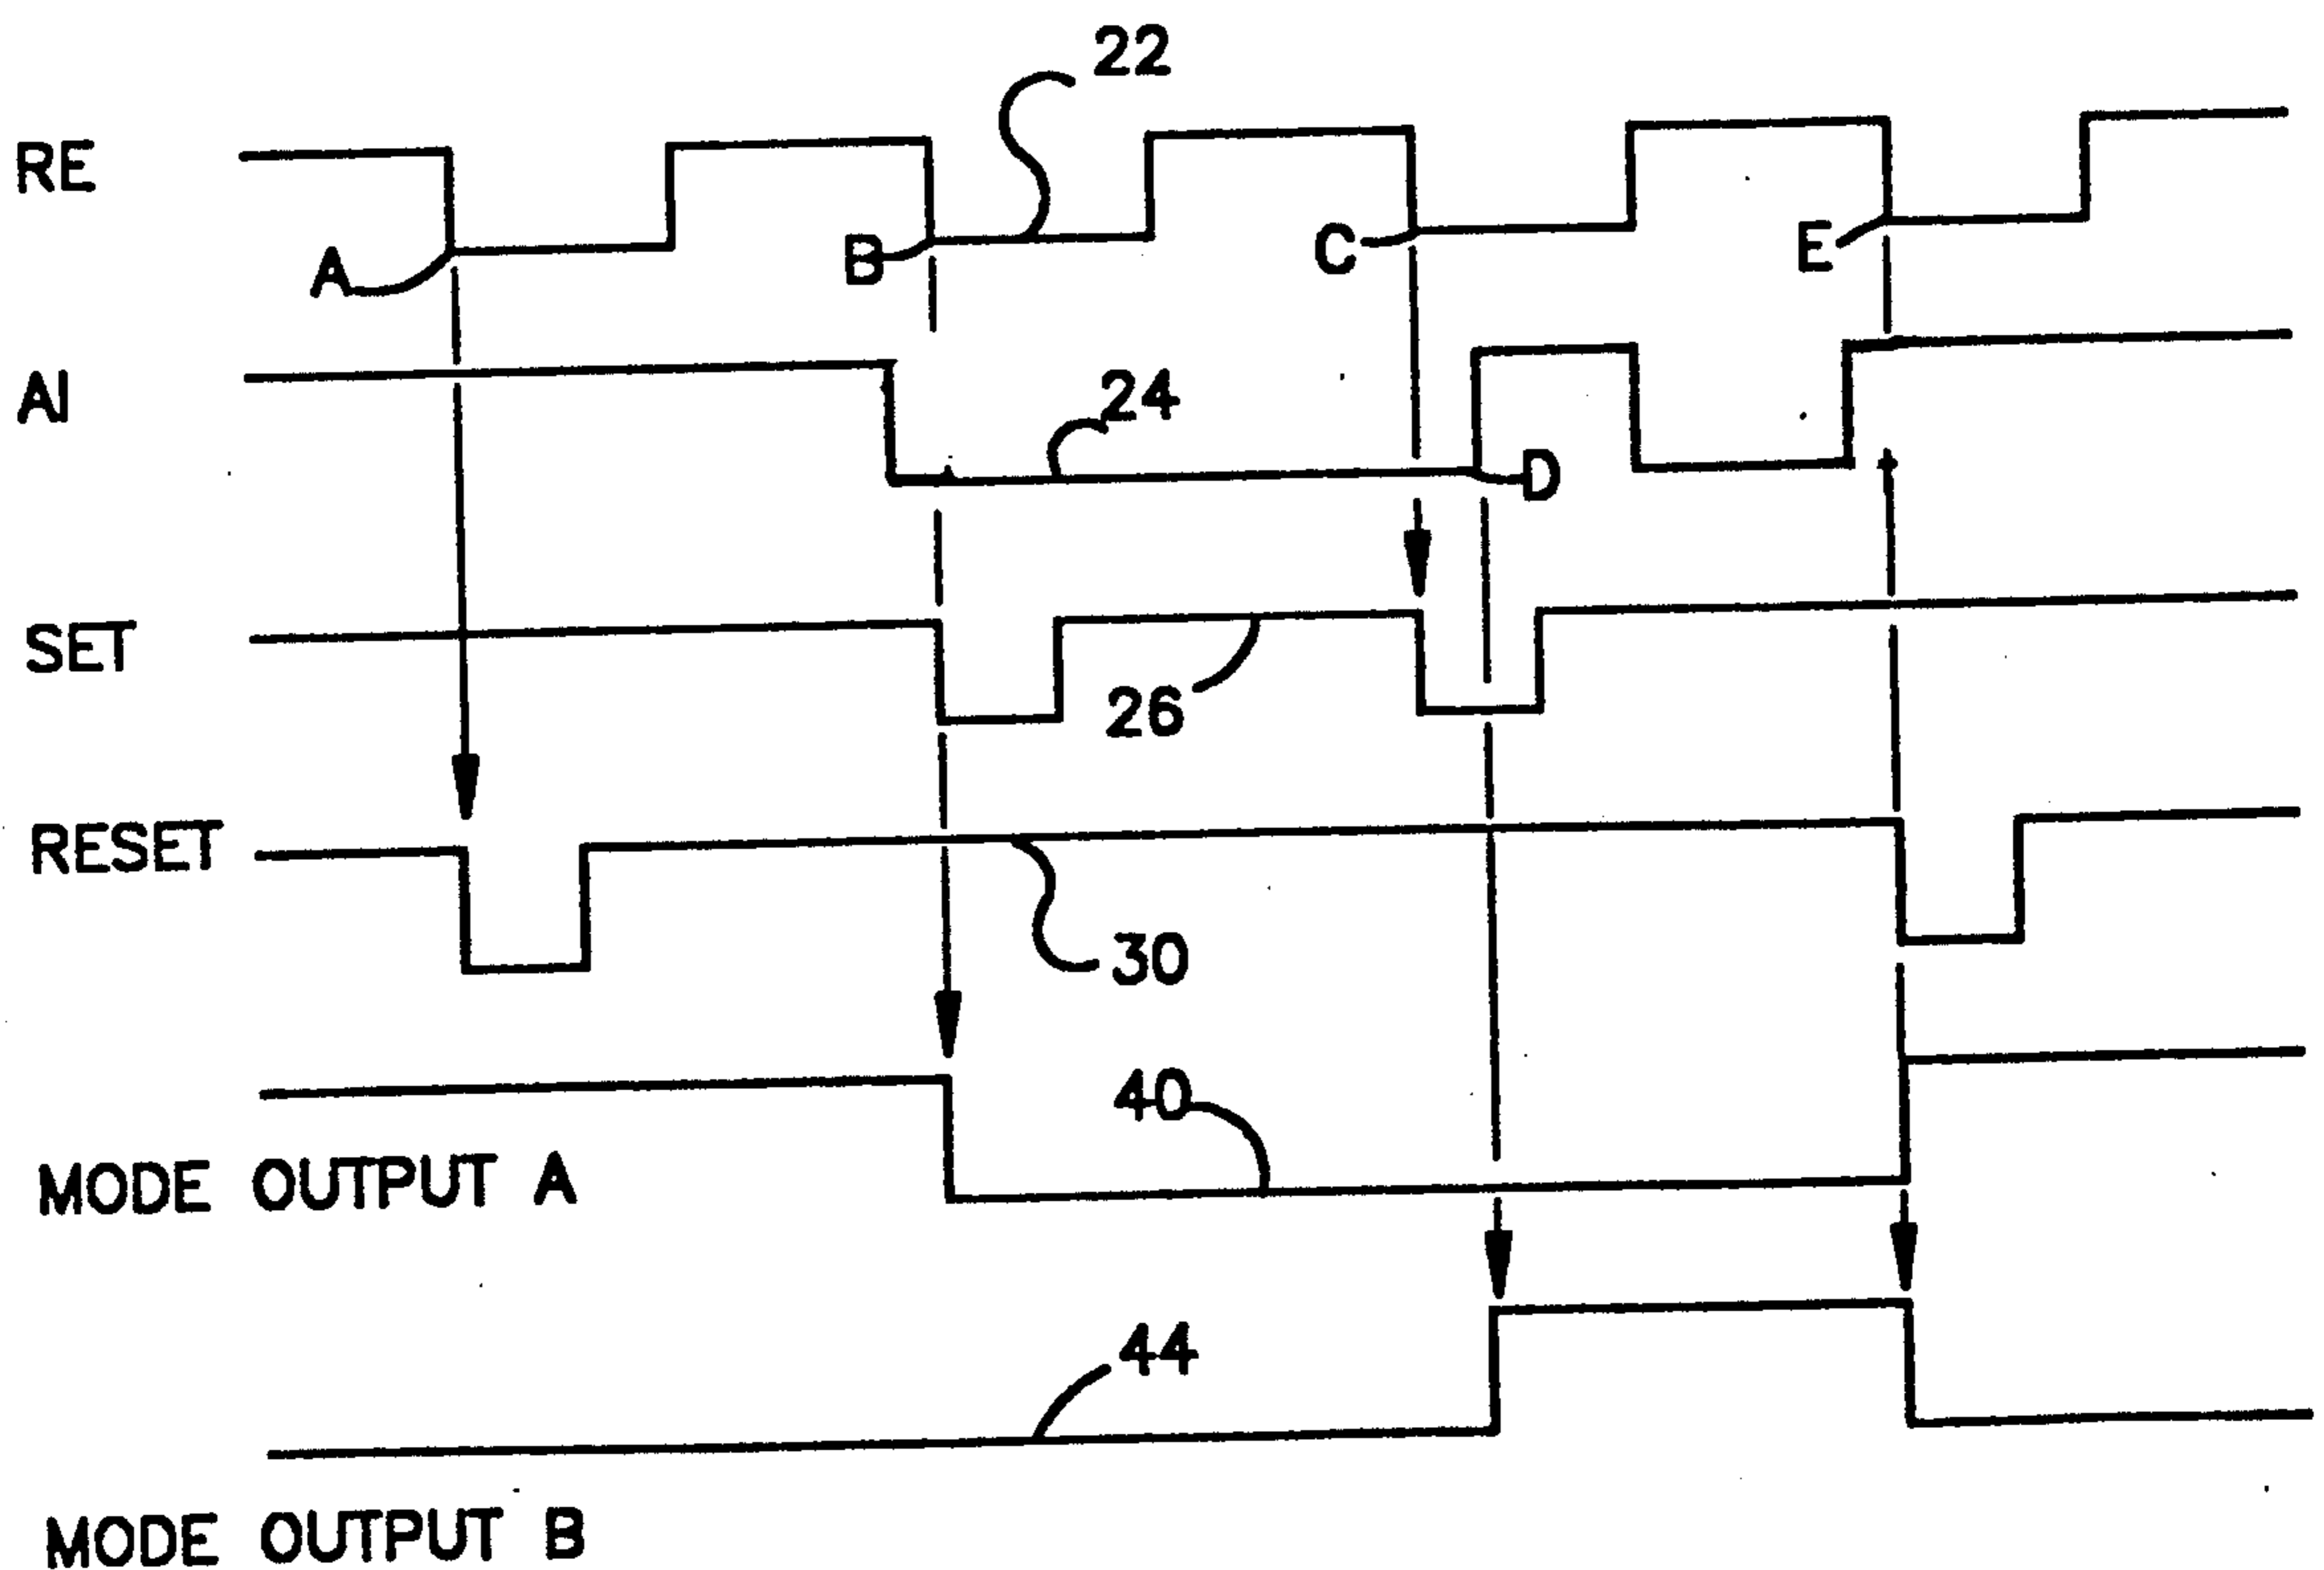 22
RE
A
B
C
E
AI
24
D
SET
26
RESET
30
40
MODE OUTPUT A
44
MODE OUTPUT B